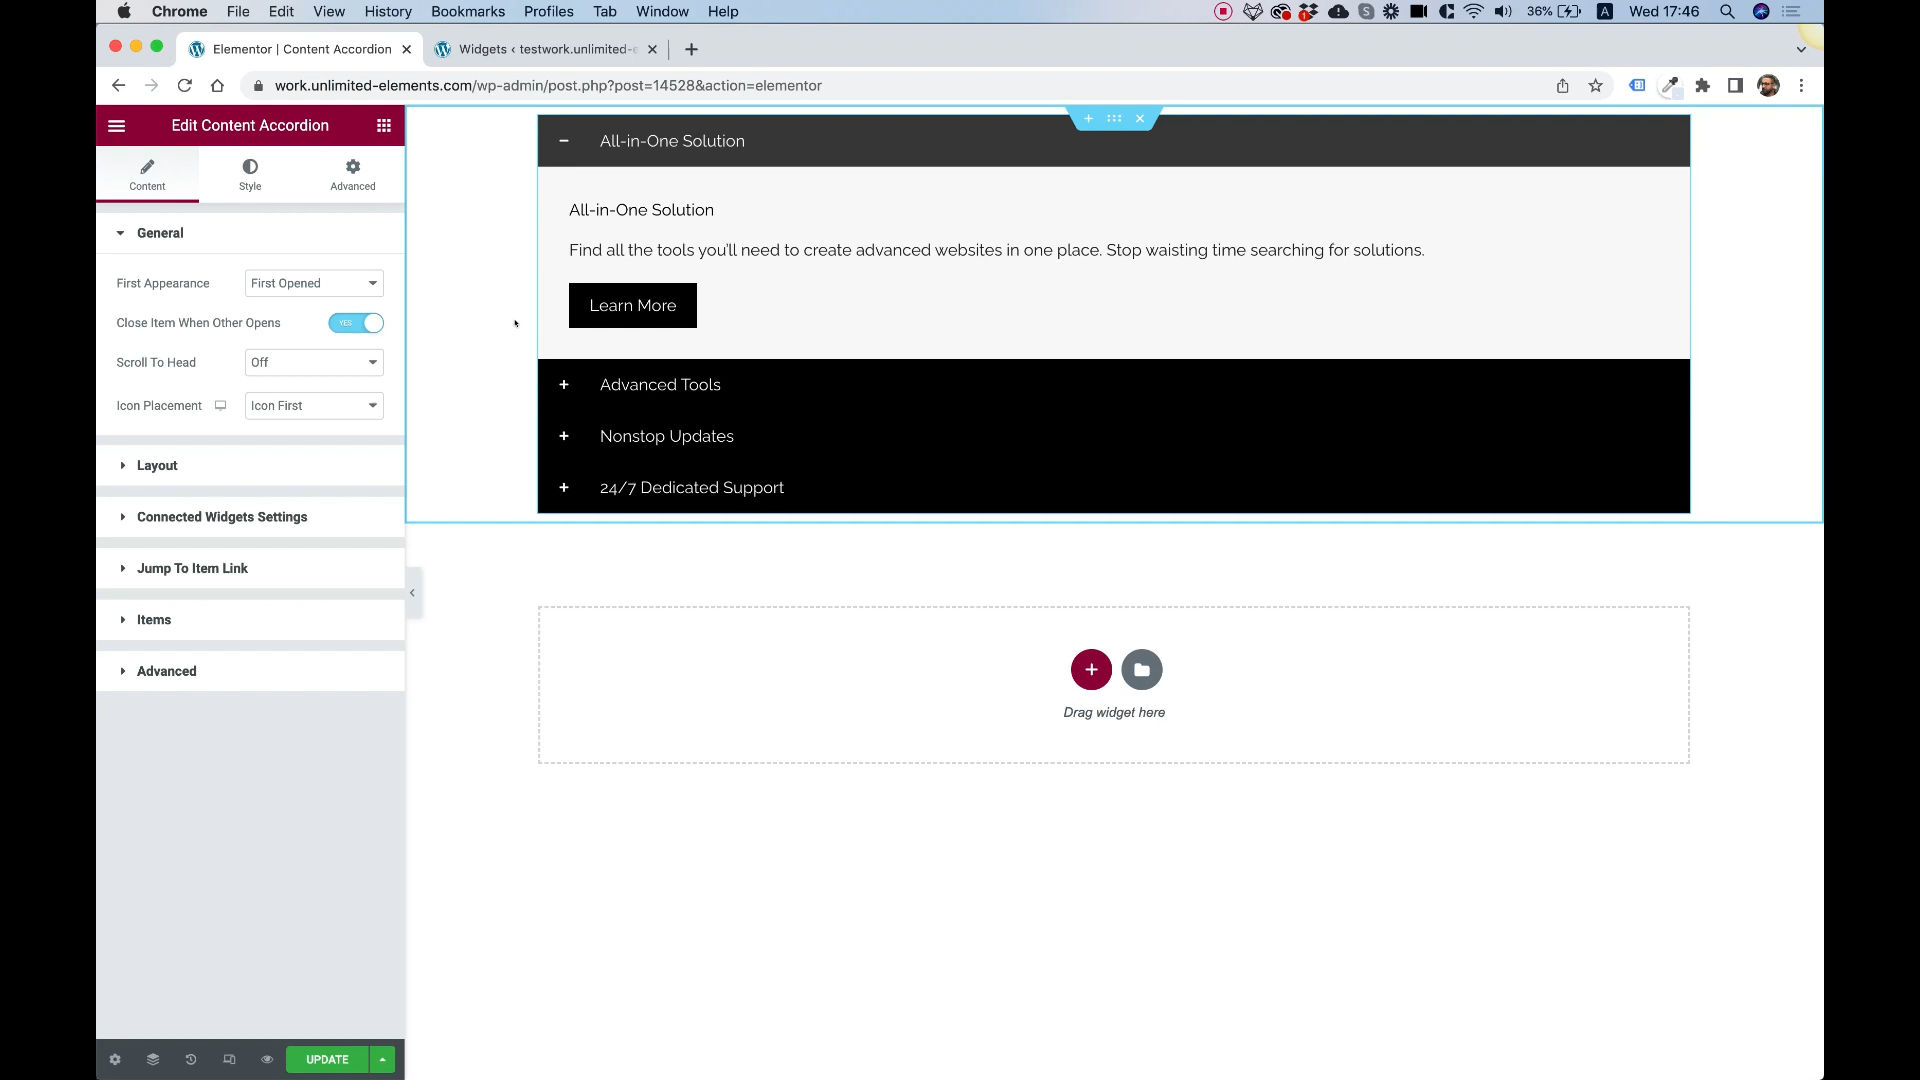 Chrome File Edit View History Bookmarks Profiles Tab Window Help 36% A Wed 17:46
Elementor | Content Accordion Widgets ‹ testwork.unlimited-e
work.unlimited-elements.com/wp-admin/post.php?post=14528&action=elementor
Edit Content Accordion
Content Style Advanced
General
First Appearance First Opened
Close Item When Other Opens YES
Scroll To Head Off
Icon Placement Icon First
Layout
Connected Widgets Settings
Jump To Item Link
Items
Advanced
UPDATE
All-in-One Solution
All-in-One Solution
Find all the tools you'll need to create advanced websites in one place. Stop waisting time searching for solutions.
Learn More
Advanced Tools
Nonstop Updates
24/7 Dedicated Support
Drag widget here